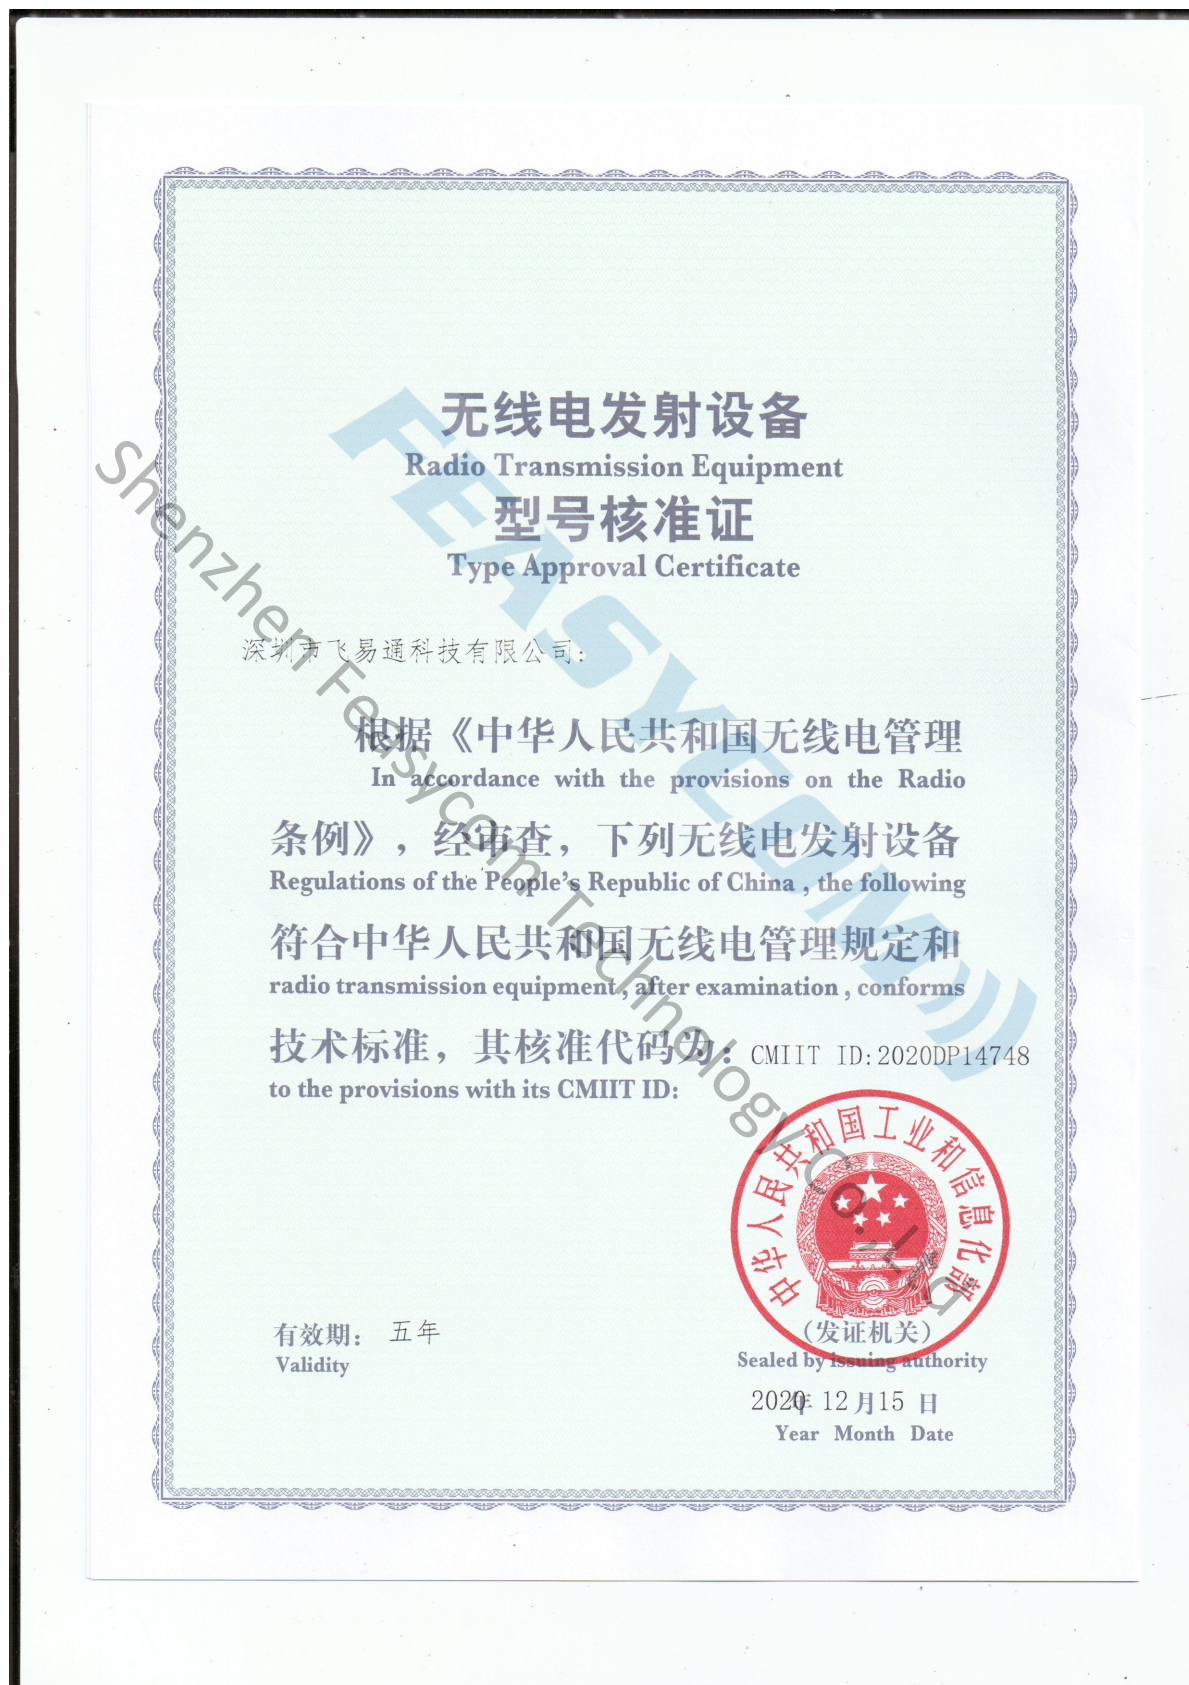 无线电发射设备
Radio Transmission Equipment
型号核准证
Type Approval Certificate
深圳市飞易通科技有限公司:
根据《中华人民共和国无线电管理
In accordance with the provisions on the Radio
条例》，经审查，下列无线电发射设备
Regulations of the People's Republic of China , the following
符合中华人民共和国无线电管理规定和
radio transmission equipment , after examination , conforms
技术标准，其核准代码为：CMIIT ID:2020DP14748
to the provisions with its CMIIT ID:
中华人民共和国工业和信息化部
有效期： 五年
Validity
（发证机关）
Sealed by issuing authority
2020年 12月15 日
Year Month Date
FEASYCOM
Shenzhen Feasycom Technology co.,Ltd